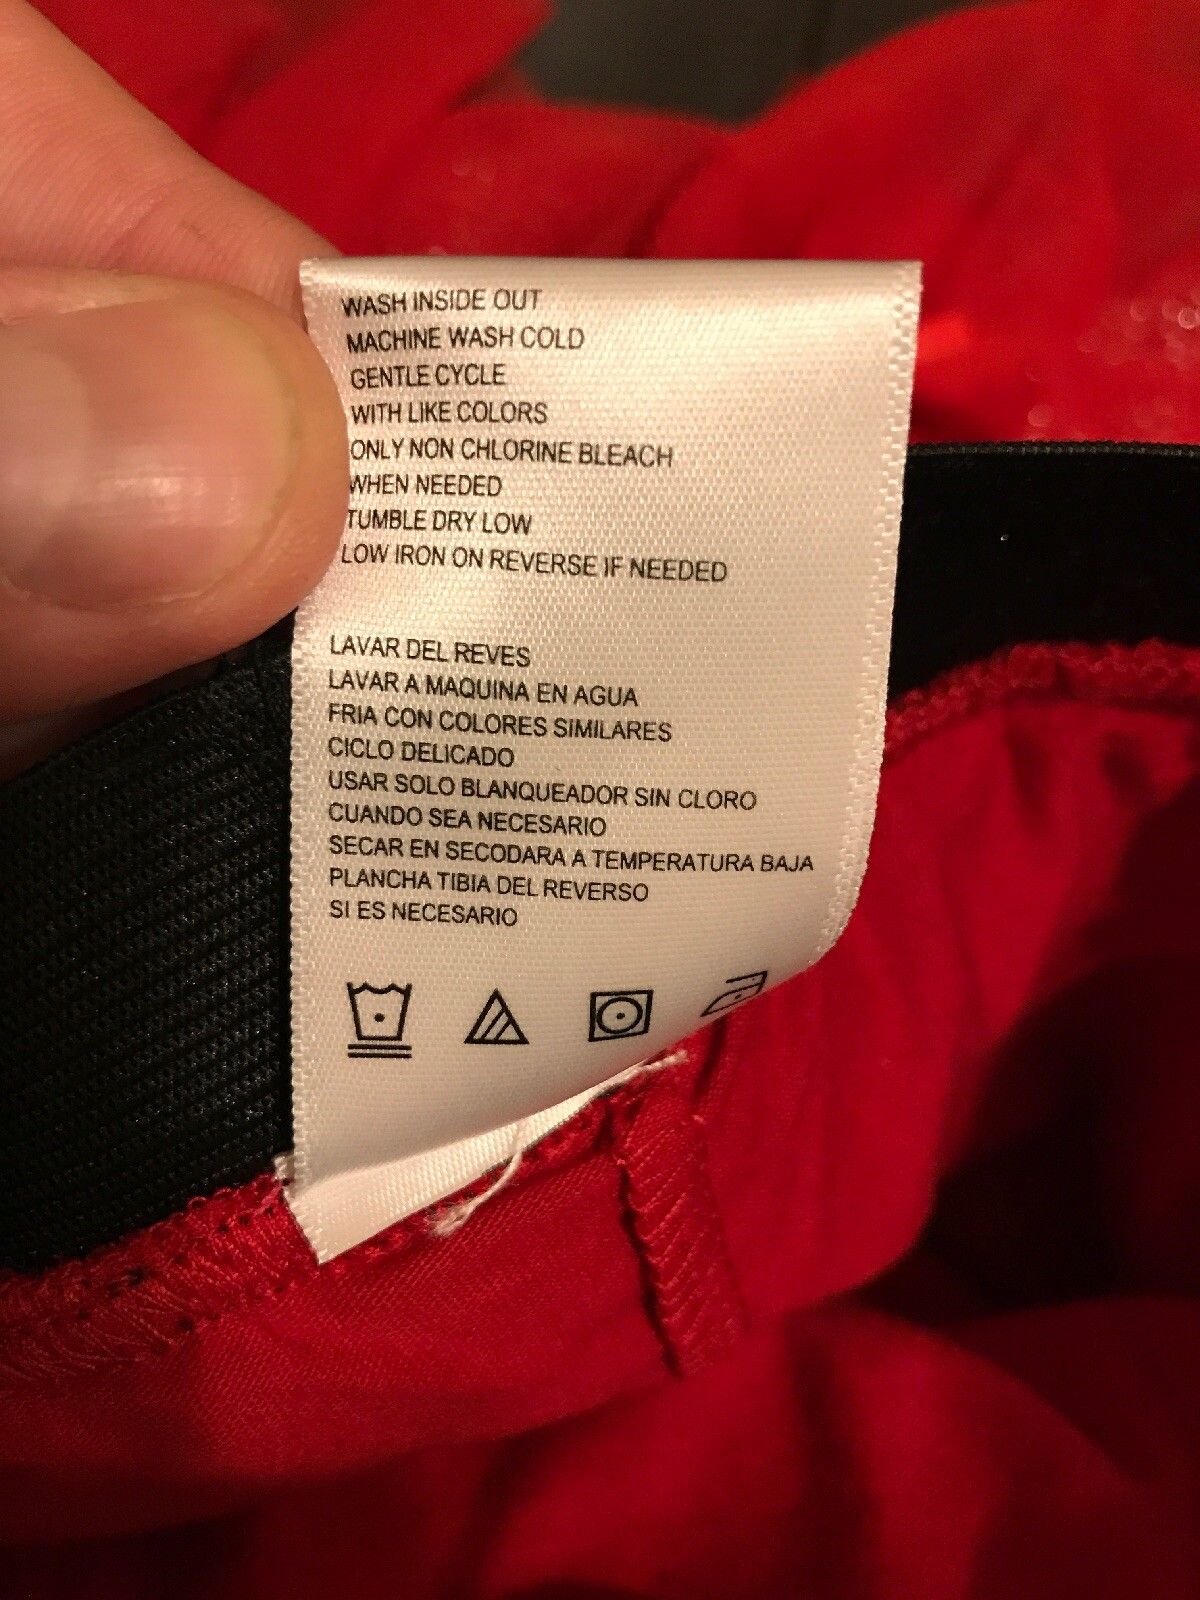 WASH INSIDE OUT
MACHINE WASH COLD
GENTLE CYCLE
WITH LIKE COLORS
ONLY NON CHLORINE BLEACH
WHEN NEEDED
TUMBLE DRY LOW
LOW IRON ON REVERSE IF NEEDED
LAVAR DEL REVES
LAVAR A MAQUINA EN AGUA
FRIA CON COLORES SIMILARES
CICLO DELICADO
USAR SOLO BLANQUEADOR SIN CLORO
CUANDO SEA NECESARIO
SECAR EN SECODARA A TEMPERATURA BAJA
PLANCHA TIBIA DEL REVERSO
SI ES NECESARIO